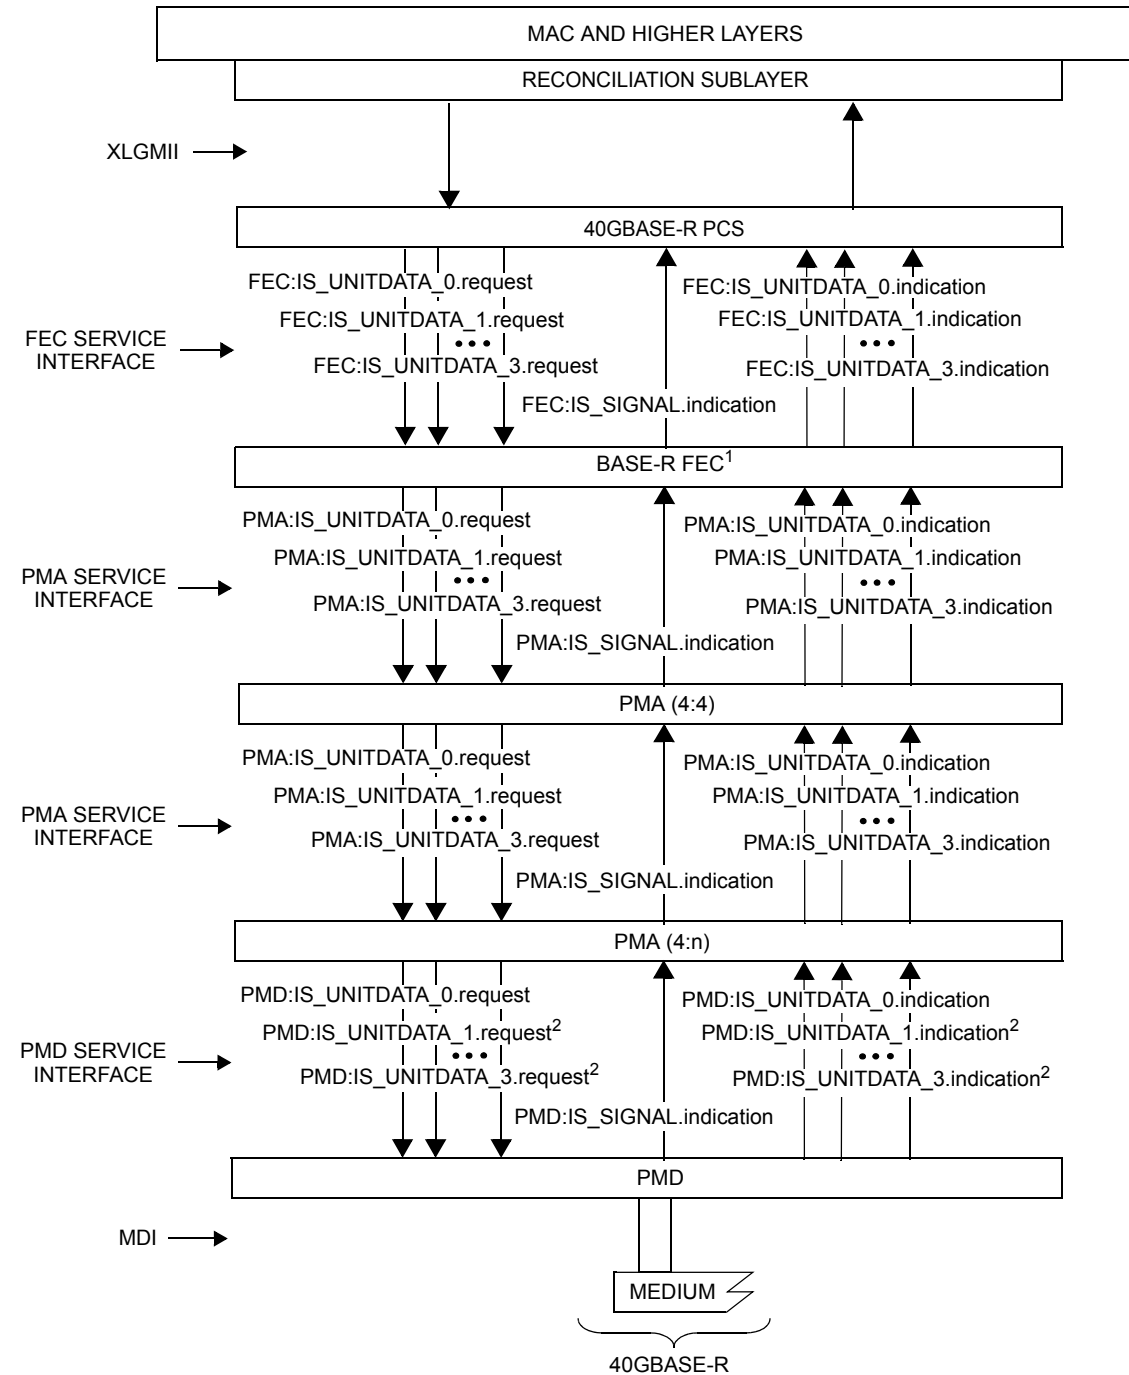 MAC AND HIGHER LAYERS
RECONCILIATION SUBLAYER
XLGMII
40GBASE-R PCS
FEC:IS_UNITDATA_0.request
FEC:IS_UNITDATA_1.request
•••
FEC:IS_UNITDATA_3.request
FEC:IS_UNITDATA_0.indication
FEC:IS_UNITDATA_1.indication
•••
FEC:IS_UNITDATA_3.indication
FEC SERVICE
INTERFACE
FEC:IS_SIGNAL.indication
BASE-R FEC¹
PMA:IS_UNITDATA_0.request
PMA:IS_UNITDATA_1.request
•••
PMA:IS_UNITDATA_3.request
PMA:IS_UNITDATA_0.indication
PMA:IS_UNITDATA_1.indication
•••
PMA:IS_UNITDATA_3.indication
PMA SERVICE
INTERFACE
PMA:IS_SIGNAL.indication
PMA (4:4)
PMA:IS_UNITDATA_0.request
PMA:IS_UNITDATA_1.request
•••
PMA:IS_UNITDATA_3.request
PMA:IS_UNITDATA_0.indication
PMA:IS_UNITDATA_1.indication
•••
PMA:IS_UNITDATA_3.indication
PMA SERVICE
INTERFACE
PMA:IS_SIGNAL.indication
PMA (4:n)
PMD:IS_UNITDATA_0.request
PMD:IS_UNITDATA_1.request²
•••
PMD:IS_UNITDATA_3.request²
PMD:IS_UNITDATA_0.indication
PMD:IS_UNITDATA_1.indication²
•••
PMD:IS_UNITDATA_3.indication²
PMD SERVICE
INTERFACE
PMD:IS_SIGNAL.indication
PMD
MDI
MEDIUM
40GBASE-R